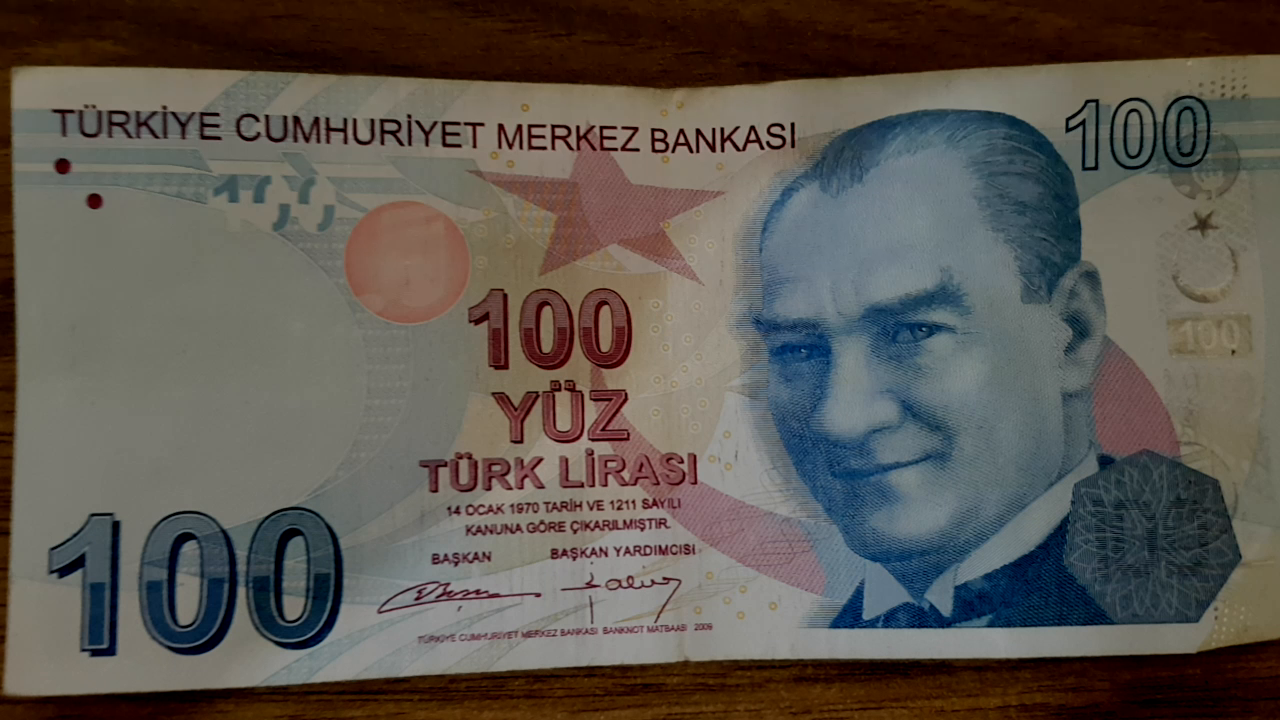 TÜRKİYE CUMHURİYET MERKEZ BANKASI
100
100
100
YÜZ
TÜRK LİRASI
14 OCAK 1970 TARİH VE 1211 SAYILI
KANUNA GÖRE ÇIKARILMIŞTIR.
BAŞKAN BAŞKAN YARDIMCISI
TÜRKİYE CUMHURİYET MERKEZ BANKASI BANKNOT MATBAASI 2009
100